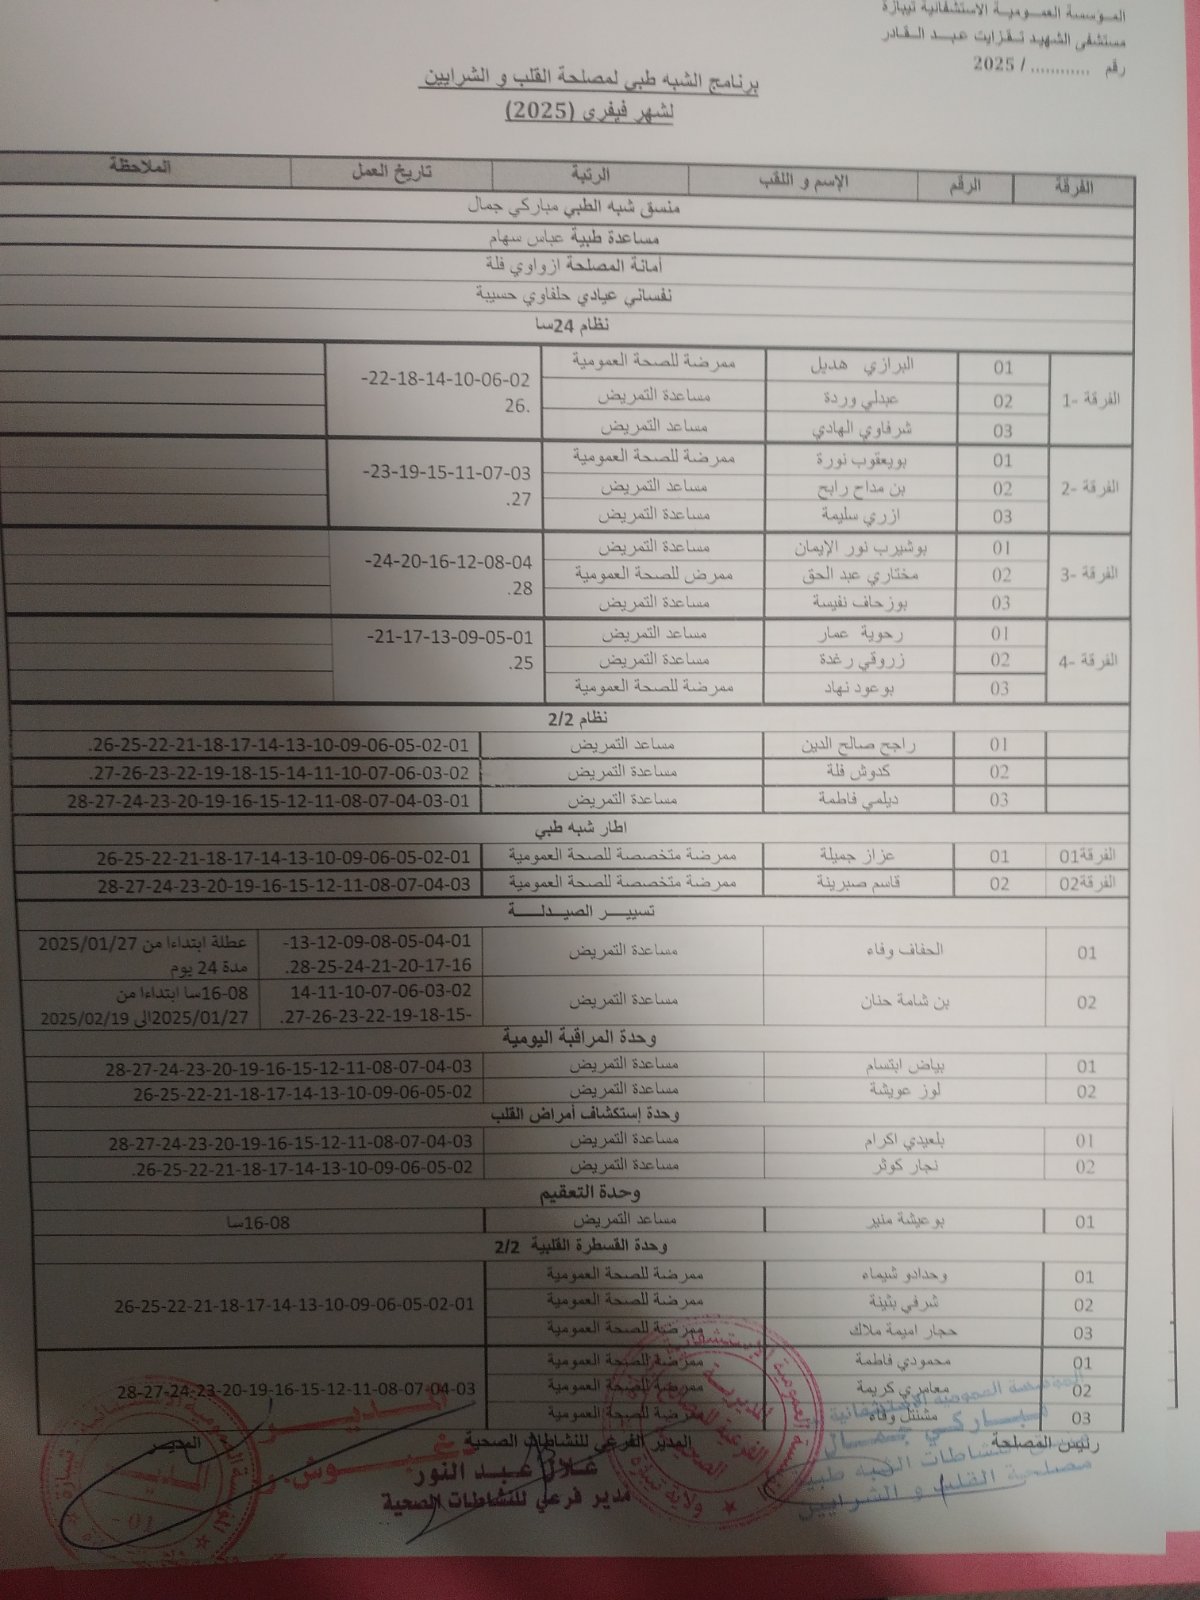 المؤسسة العمومية الاستشفائية تيبازة
مستشفى الشهيد تقزايت عبد القادر
رقم ............ / 2025
برنامج الشبه طبي لمصلحة القلب و الشرايين
لشهر فيفري (2025)
الفرقة الرقم الإسم و اللقب الرتبة تاريخ العمل الملاحظة
منسق شبه الطبي مباركي جمال
مساعدة طبية عباس سهام
أمانة المصلحة ازواوي فلة
نفساني عيادي حلفاوي حسيبة
نظام 24سا
الفرقة -1
01 البرازي هديل ممرضة للصحة العمومية
02 عبدلي وردة مساعدة التمريض
03 شرفاوي الهادي مساعد التمريض
02-06-10-14-18-22-
26.
الفرقة -2
01 بويعقوب نورة ممرضة للصحة العمومية
02 بن مداح رابح مساعد التمريض
03 ازري سليمة مساعدة التمريض
03-07-11-15-19-23-
27.
الفرقة -3
01 بوشيرب نور الإيمان مساعدة التمريض
02 مختاري عبد الحق ممرض للصحة العمومية
03 بوزحاف نفيسة مساعدة التمريض
04-08-12-16-20-24-
28.
الفرقة -4
01 رحوية عمار مساعد التمريض
02 زروقي رغدة مساعدة التمريض
03 بوعود نهاد ممرضة للصحة العمومية
01-05-09-13-17-21-
25.
نظام 2/2
01 راجح صالح الدين مساعد التمريض 01-02-05-06-09-10-13-14-17-18-21-22-25-26.
02 كدوش فلة مساعدة التمريض 02-03-06-07-10-11-14-15-18-19-22-23-26-27.
03 ديلمي فاطمة مساعدة التمريض 01-03-04-07-08-11-12-15-16-19-20-23-24-27-28
اطار شبه طبي
الفرقة01 01 عزاز جميلة ممرضة متخصصة للصحة العمومية 01-02-05-06-09-10-13-14-17-18-21-22-25-26
الفرقة02 02 قاسم صبرينة ممرضة متخصصة للصحة العمومية 03-04-07-08-11-12-15-16-19-20-23-24-27-28
تسيير الصيدلة
01 الحفاف وفاء مساعدة التمريض
01-04-05-08-09-12-13-
16-17-20-21-24-25-28.
عطلة ابتداءا من 2025/01/27
مدة 24 يوم
02 بن شامة حنان مساعدة التمريض
02-03-06-07-10-11-14
-15-18-19-22-23-26-27.
08-16سا ابتداءا من
2025/01/27الى 2025/02/19
وحدة المراقبة اليومية
01 بياض ابتسام مساعدة التمريض 03-04-07-08-11-12-15-16-19-20-23-24-27-28
02 لوز عويشة مساعدة التمريض 02-05-06-09-10-13-14-17-18-21-22-25-26
وحدة إستكشاف أمراض القلب
01 بلعيدي اكرام مساعدة التمريض 03-04-07-08-11-12-15-16-19-20-23-24-27-28
02 نجار كوثر مساعدة التمريض 02-05-06-09-10-13-14-17-18-21-22-25-26.
وحدة التعقيم
01 بوعيشة منير مساعد التمريض 08-16سا
وحدة القسطرة القلبية 2/2
01 وحدادو شيماء ممرضة للصحة العمومية
02 شرفي بثينة ممرضة للصحة العمومية
03 حجار اميمة ملاك ممرضة للصحة العمومية
01-02-05-06-09-10-13-14-17-18-21-22-25-26
01 محمودي فاطمة ممرضة للصحة العمومية
02 معامري كريمة ممرضة للصحة العمومية
03 مشنتل وفاء ممرضة للصحة العمومية
03-04-07-08-11-12-15-16-19-20-23-24-27-28
رئيس المصلحة المدير الفرعي للنشاطات الصحية المدير
المؤسسة العمومية الاستشفائية
مباركي جمال
مصلحة القلب و الشرايين
علال عبد النور
مدير فرعي للنشاطات الصحية
المدير